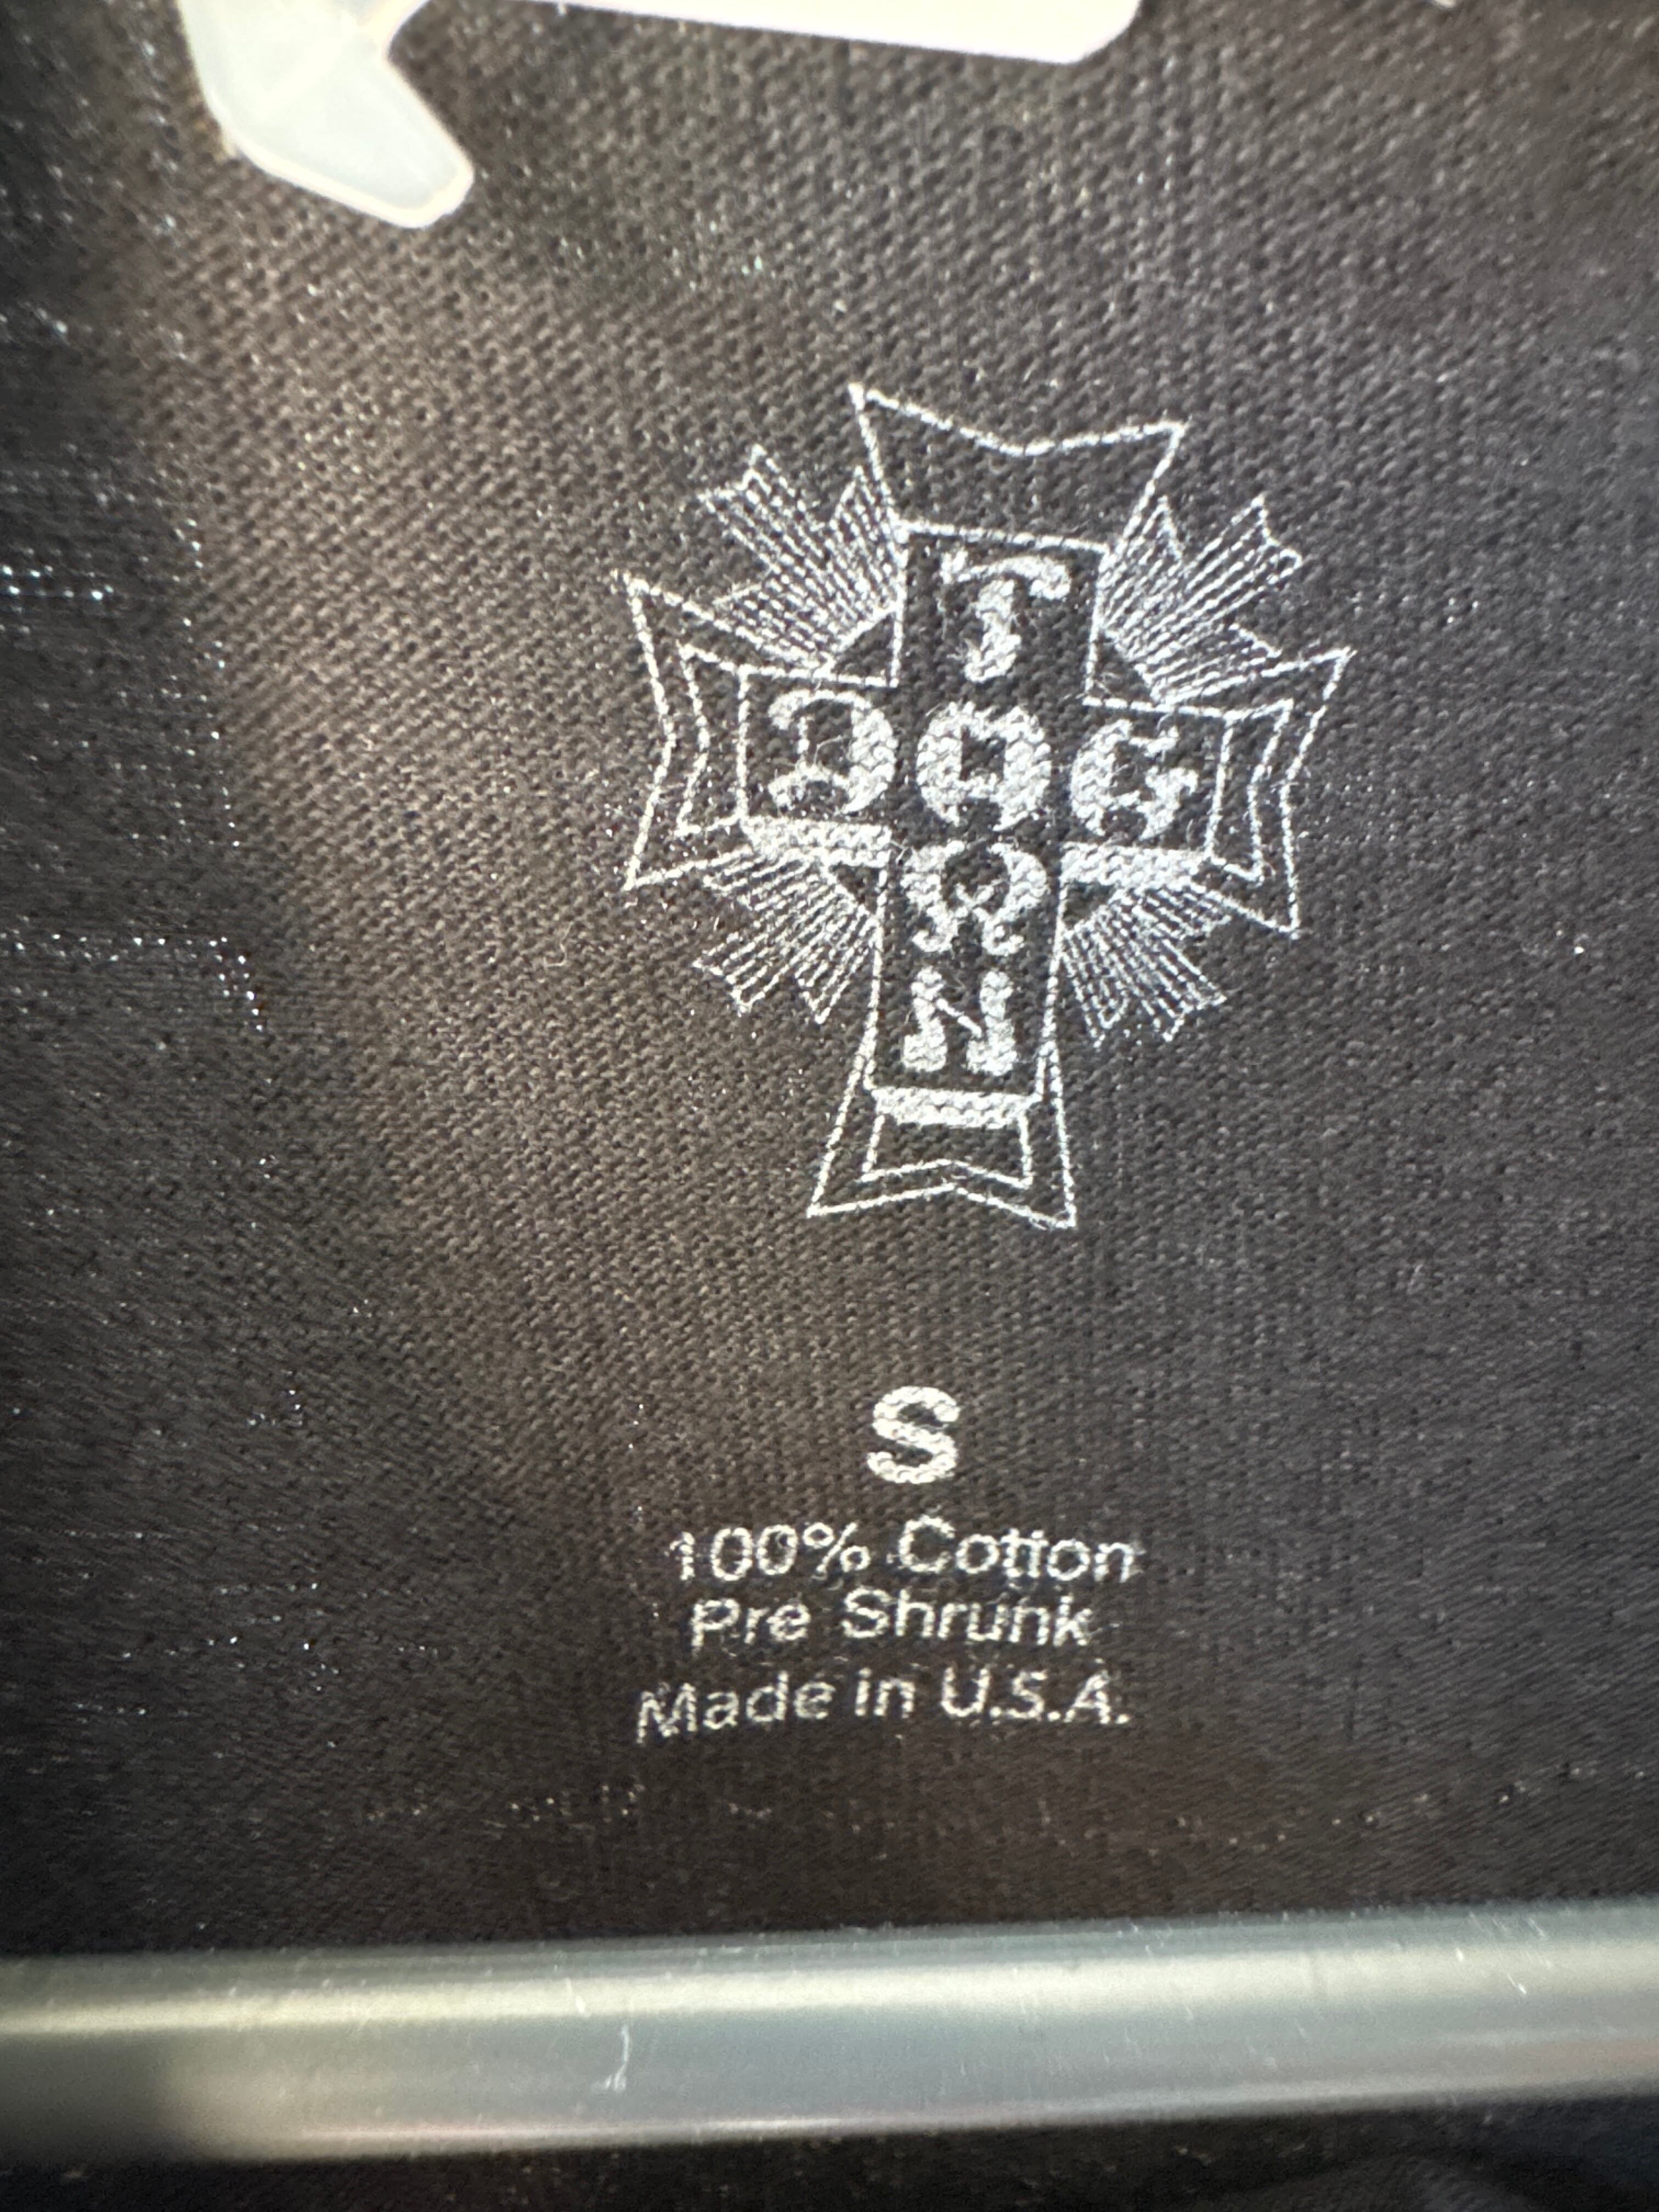 T
DOG
W
N
S
100% Cotton
Pre Shrunk
Made in U.S.A.